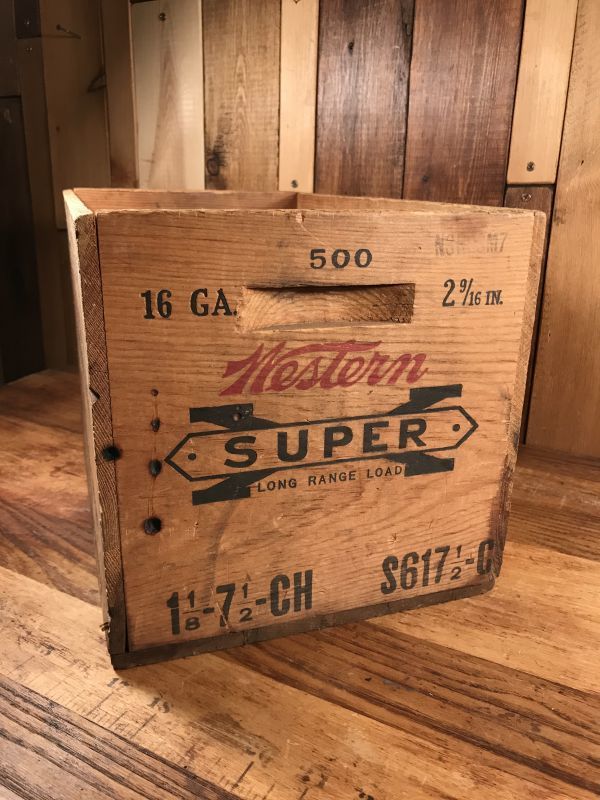 500
16 GA.
2 9/16 IN.
Western
SUPER
LONG RANGE LOAD
1 1/8-7 1/2-CH
S617 1/2-C